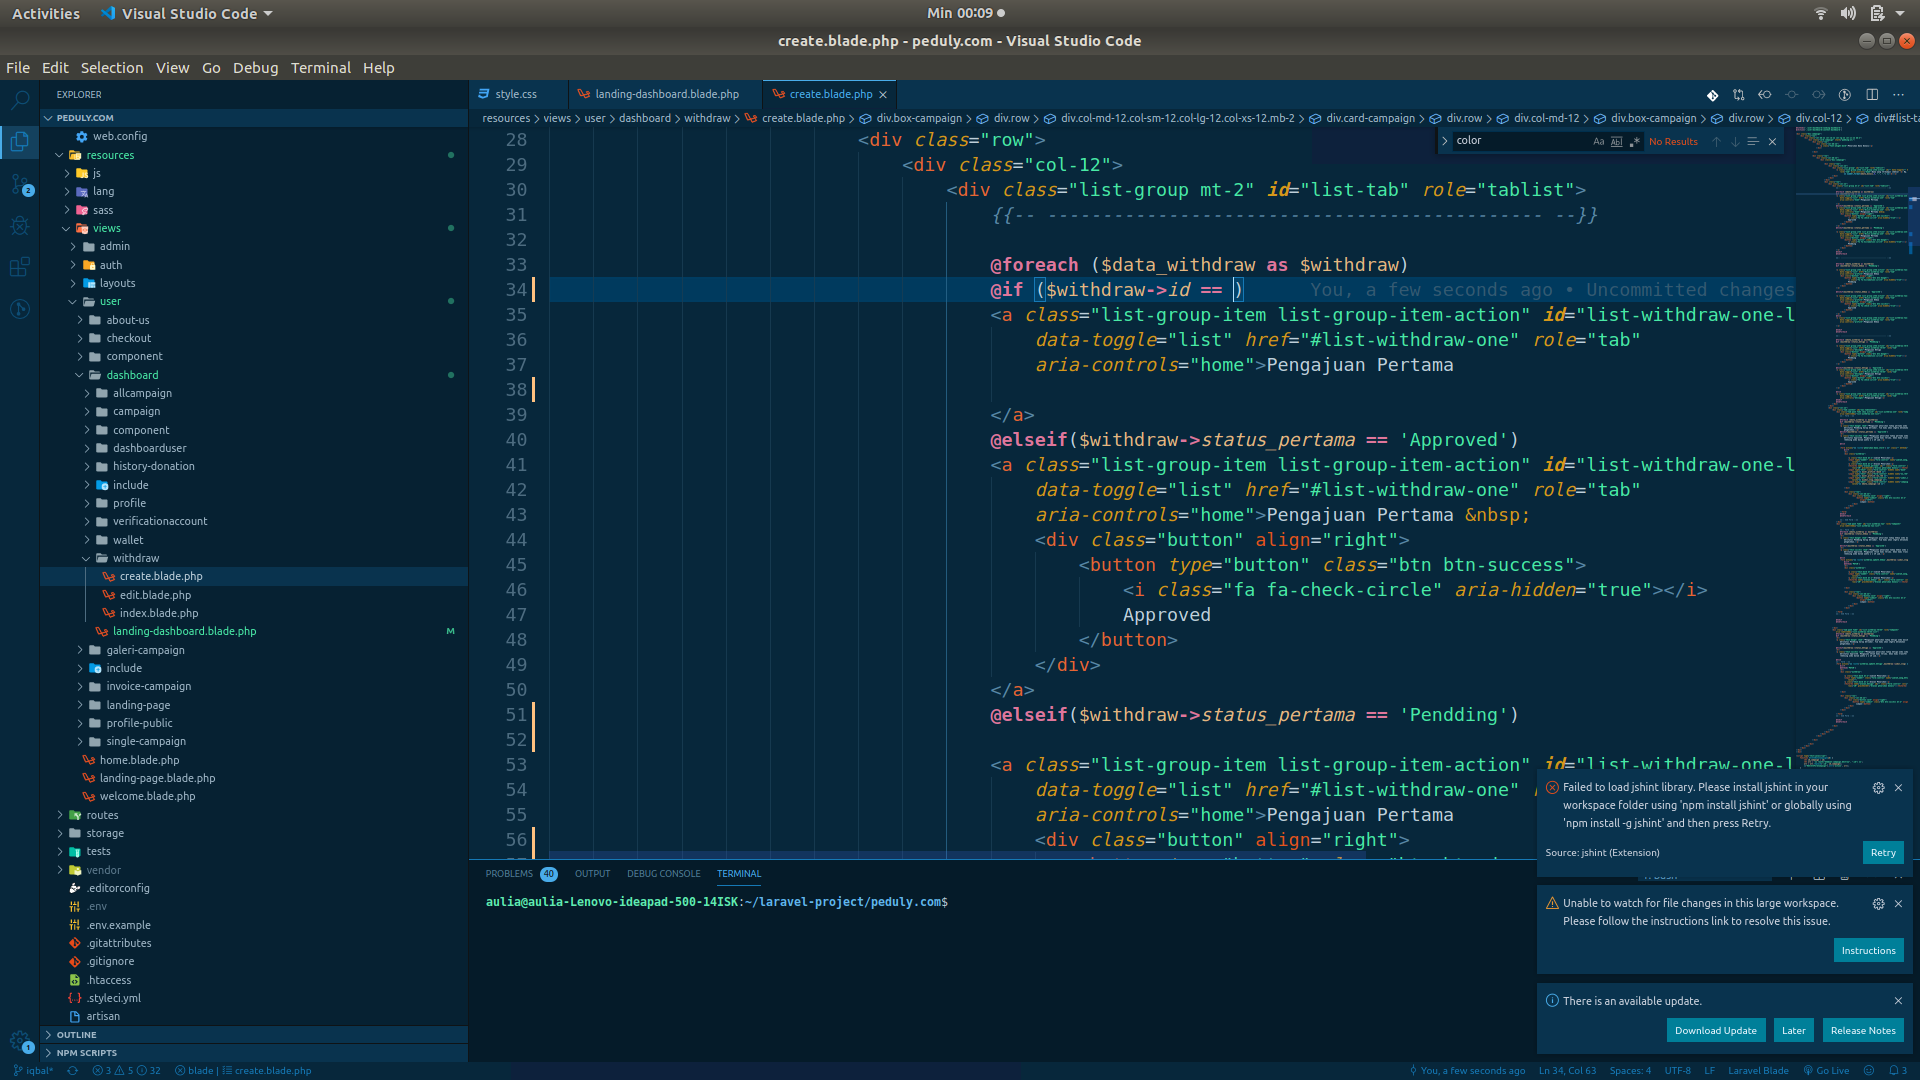 Activities
Visual Studio Code
Min 00:09
create.blade.php - peduly.com - Visual Studio Code
File Edit Selection View Go Debug Terminal Help
EXPLORER
PEDULY.COM
web.config
resources
js
lang
sass
views
admin
auth
layouts
user
about-us
checkout
component
dashboard
allcampaign
campaign
component
dashboarduser
history-donation
include
profile
verificationaccount
wallet
withdraw
create.blade.php
edit.blade.php
index.blade.php
landing-dashboard.blade.php M
galeri-campaign
include
invoice-campaign
landing-page
profile-public
single-campaign
home.blade.php
landing-page.blade.php
welcome.blade.php
routes
storage
tests
vendor
.editorconfig
.env
.env.example
.gitattributes
.gitignore
.htaccess
.styleci.yml
artisan
OUTLINE
NPM SCRIPTS
2
1
style.css
landing-dashboard.blade.php
create.blade.php
resources > views > user > dashboard > withdraw > create.blade.php > div.box-campaign > div.row > div.col-md-12.col-sm-12.col-lg-12.col-xs-12.mb-2 > div.card-campaign > div.row > div.col-md-12 > div.box-campaign > div.row > div.col-12 > div#list-ta
color
Aa Abl .* No Results
28 <div class="row">
29 <div class="col-12">
30 <div class="list-group mt-2" id="list-tab" role="tablist">
31 {{-- --------------------------------------------- --}}
32
33 @foreach ($data_withdraw as $withdraw)
34 @if ($withdraw->id == ) You, a few seconds ago • Uncommitted changes
35 <a class="list-group-item list-group-item-action" id="list-withdraw-one-l
36 data-toggle="list" href="#list-withdraw-one" role="tab"
37 aria-controls="home">Pengajuan Pertama
38
39 </a>
40 @elseif($withdraw->status_pertama == 'Approved')
41 <a class="list-group-item list-group-item-action" id="list-withdraw-one-l
42 data-toggle="list" href="#list-withdraw-one" role="tab"
43 aria-controls="home">Pengajuan Pertama &nbsp;
44 <div class="button" align="right">
45 <button type="button" class="btn btn-success">
46 <i class="fa fa-check-circle" aria-hidden="true"></i>
47 Approved
48 </button>
49 </div>
50 </a>
51 @elseif($withdraw->status_pertama == 'Pendding')
52
53 <a class="list-group-item list-group-item-action" id="list-withdraw-one-l
54 data-toggle="list" href="#list-withdraw-one"
55 aria-controls="home">Pengajuan Pertama
56 <div class="button" align="right">
PROBLEMS 40 OUTPUT DEBUG CONSOLE TERMINAL
aulia@aulia-Lenovo-ideapad-500-14ISK:~/laravel-project/peduly.com$
Failed to load jshint library. Please install jshint in your
workspace folder using 'npm install jshint' or globally using
'npm install -g jshint' and then press Retry.
Source: jshint (Extension)
Retry
Unable to watch for file changes in this large workspace.
Please follow the instructions link to resolve this issue.
Instructions
There is an available update.
Download Update
Later
Release Notes
iqbal* 3 5 32 blade | create.blade.php
You, a few seconds ago Ln 34, Col 63 Spaces: 4 UTF-8 LF Laravel Blade Go Live 3